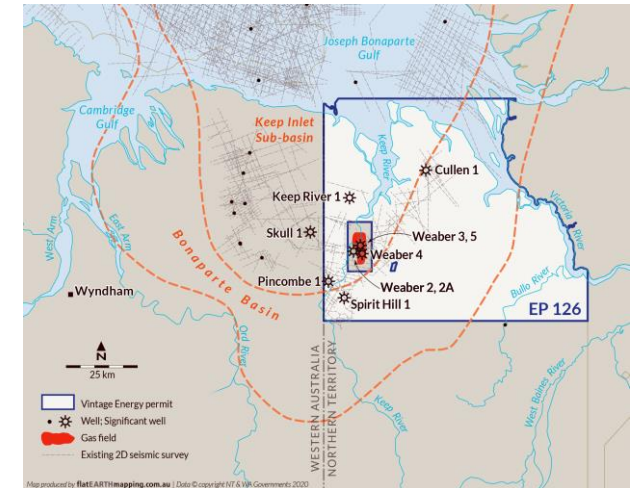 Joseph Bonaparte
Gulf
Cambridge
Gulf
Keep Inlet
Sub-basin
Keep River
Cullen 1
Keep River 1
Victoria River
West Arm
East Arm
Skull 1
Weaber 3, 5
Weaber 4
Bonaparte Basin
Pincombe 1
Weaber 2, 2A
Bullo River
Wyndham
Spirit Hill 1
EP 126
Ord River
N
25 km
WESTERN AUSTRALIA
NORTHERN TERRITORY
Keep River
West Baines River
Vintage Energy permit
Well; Significant well
Gas field
Existing 2D seismic survey
Map produced by flatEARTHmapping.com.au | Data © copyright NT & WA Governments 2020